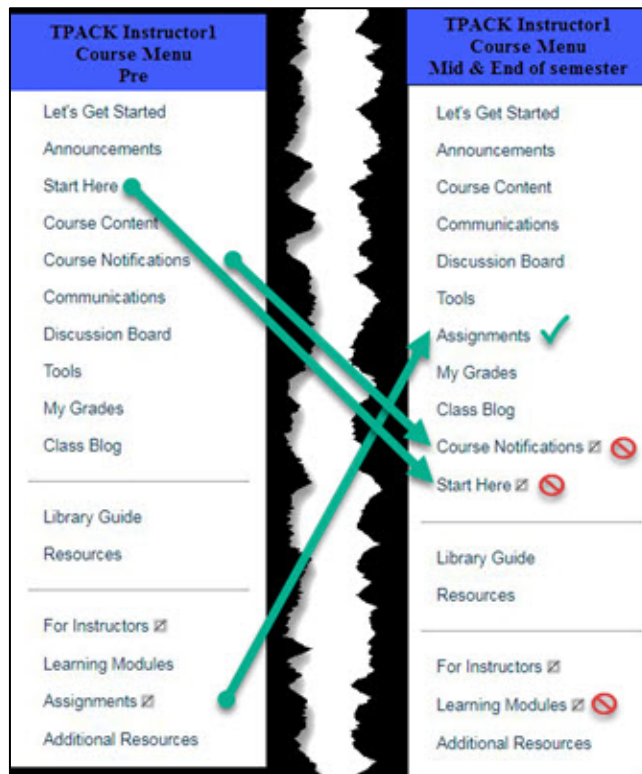 TPACK Instructor1
Course Menu
Pre
Let's Get Started
Announcements
Start Here
Course Content
Course Notifications
Communications
Discussion Board
Tools
My Grades
Class Blog
Library Guide
Resources
For Instructors
Learning Modules
Assignments
Additional Resources
TPACK Instructor1
Course Menu
Mid & End of semester
Let's Get Started
Announcements
Course Content
Communications
Discussion Board
Tools
Assignments
My Grades
Class Blog
Course Notifications
Start Here
Library Guide
Resources
For Instructors
Learning Modules
Additional Resources